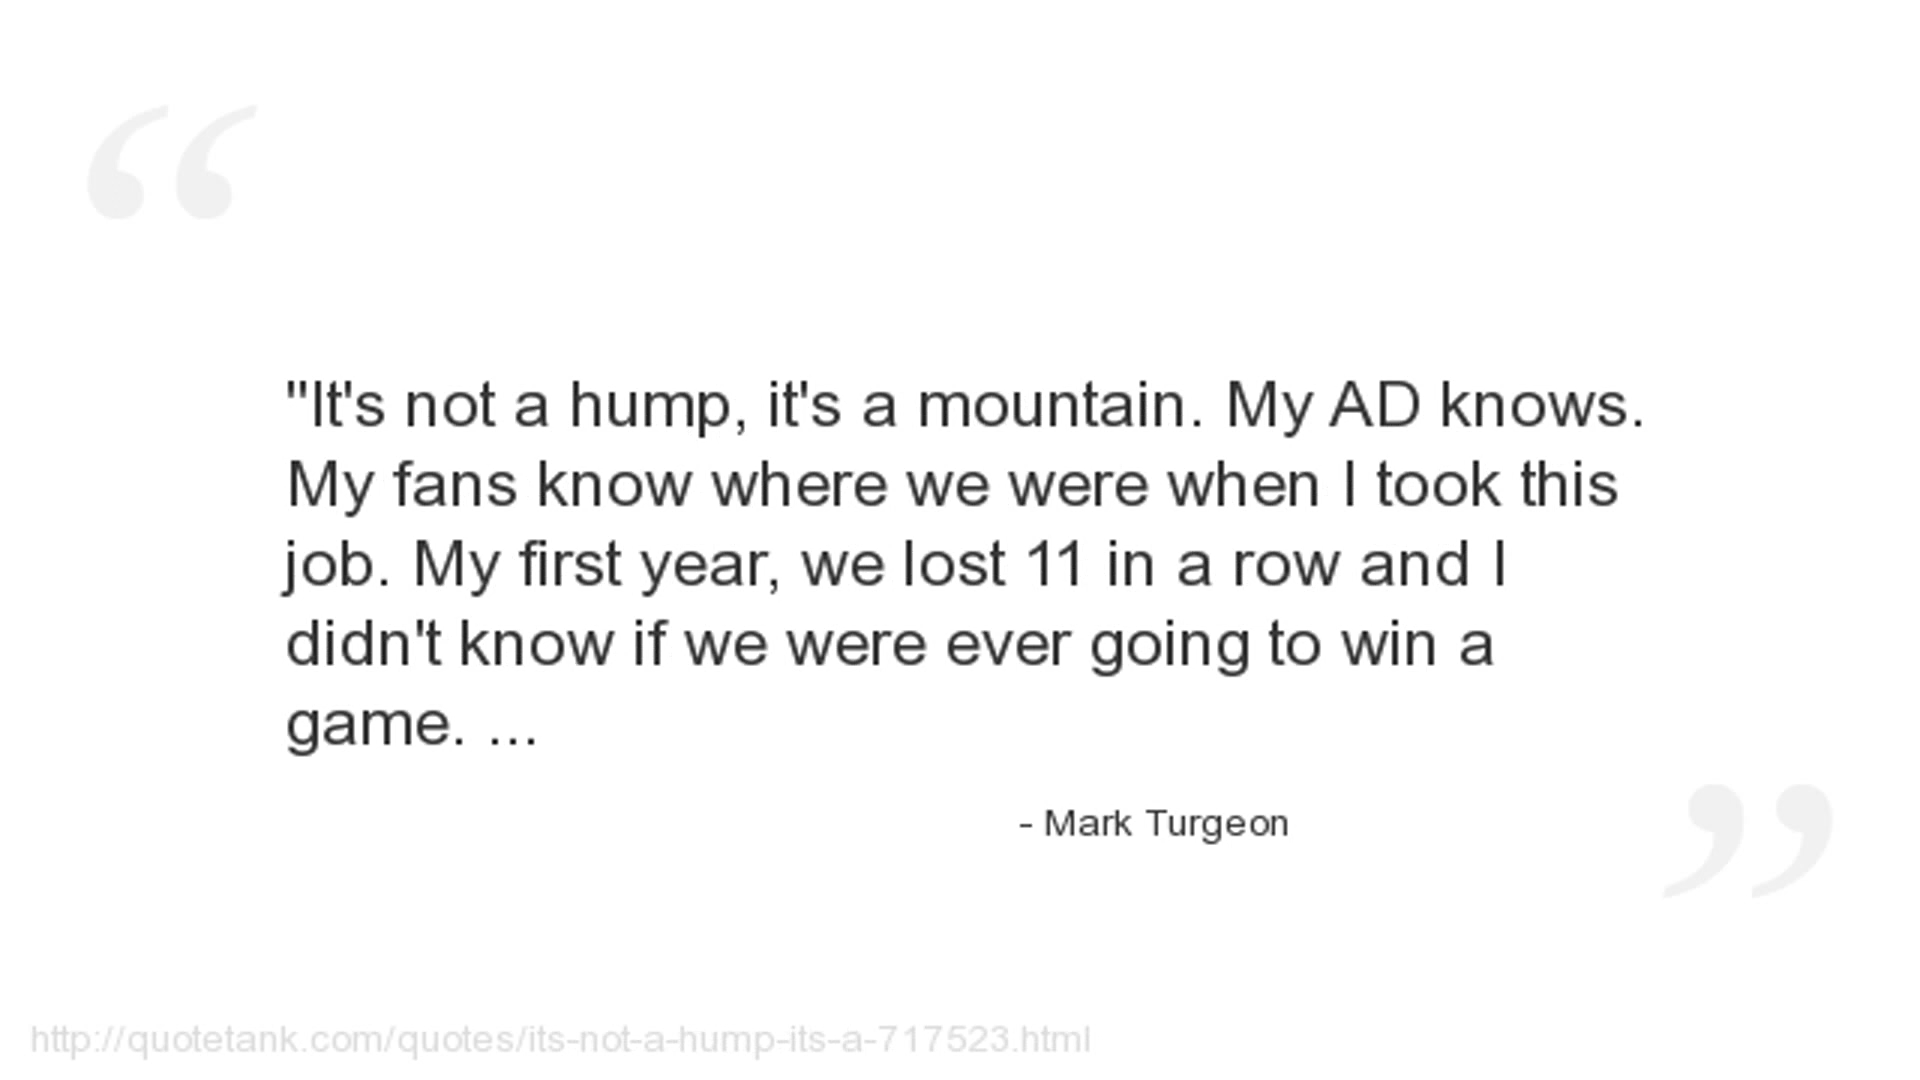 "It's not a hump, it's a mountain. My AD knows.
My fans know where we were when I took this
job. My first year, we lost 11 in a row and I
didn't know if we were ever going to win a
game. ...
- Mark Turgeon
http://quotetank.com/quotes/its-not-a-hump-its-a-717523.html